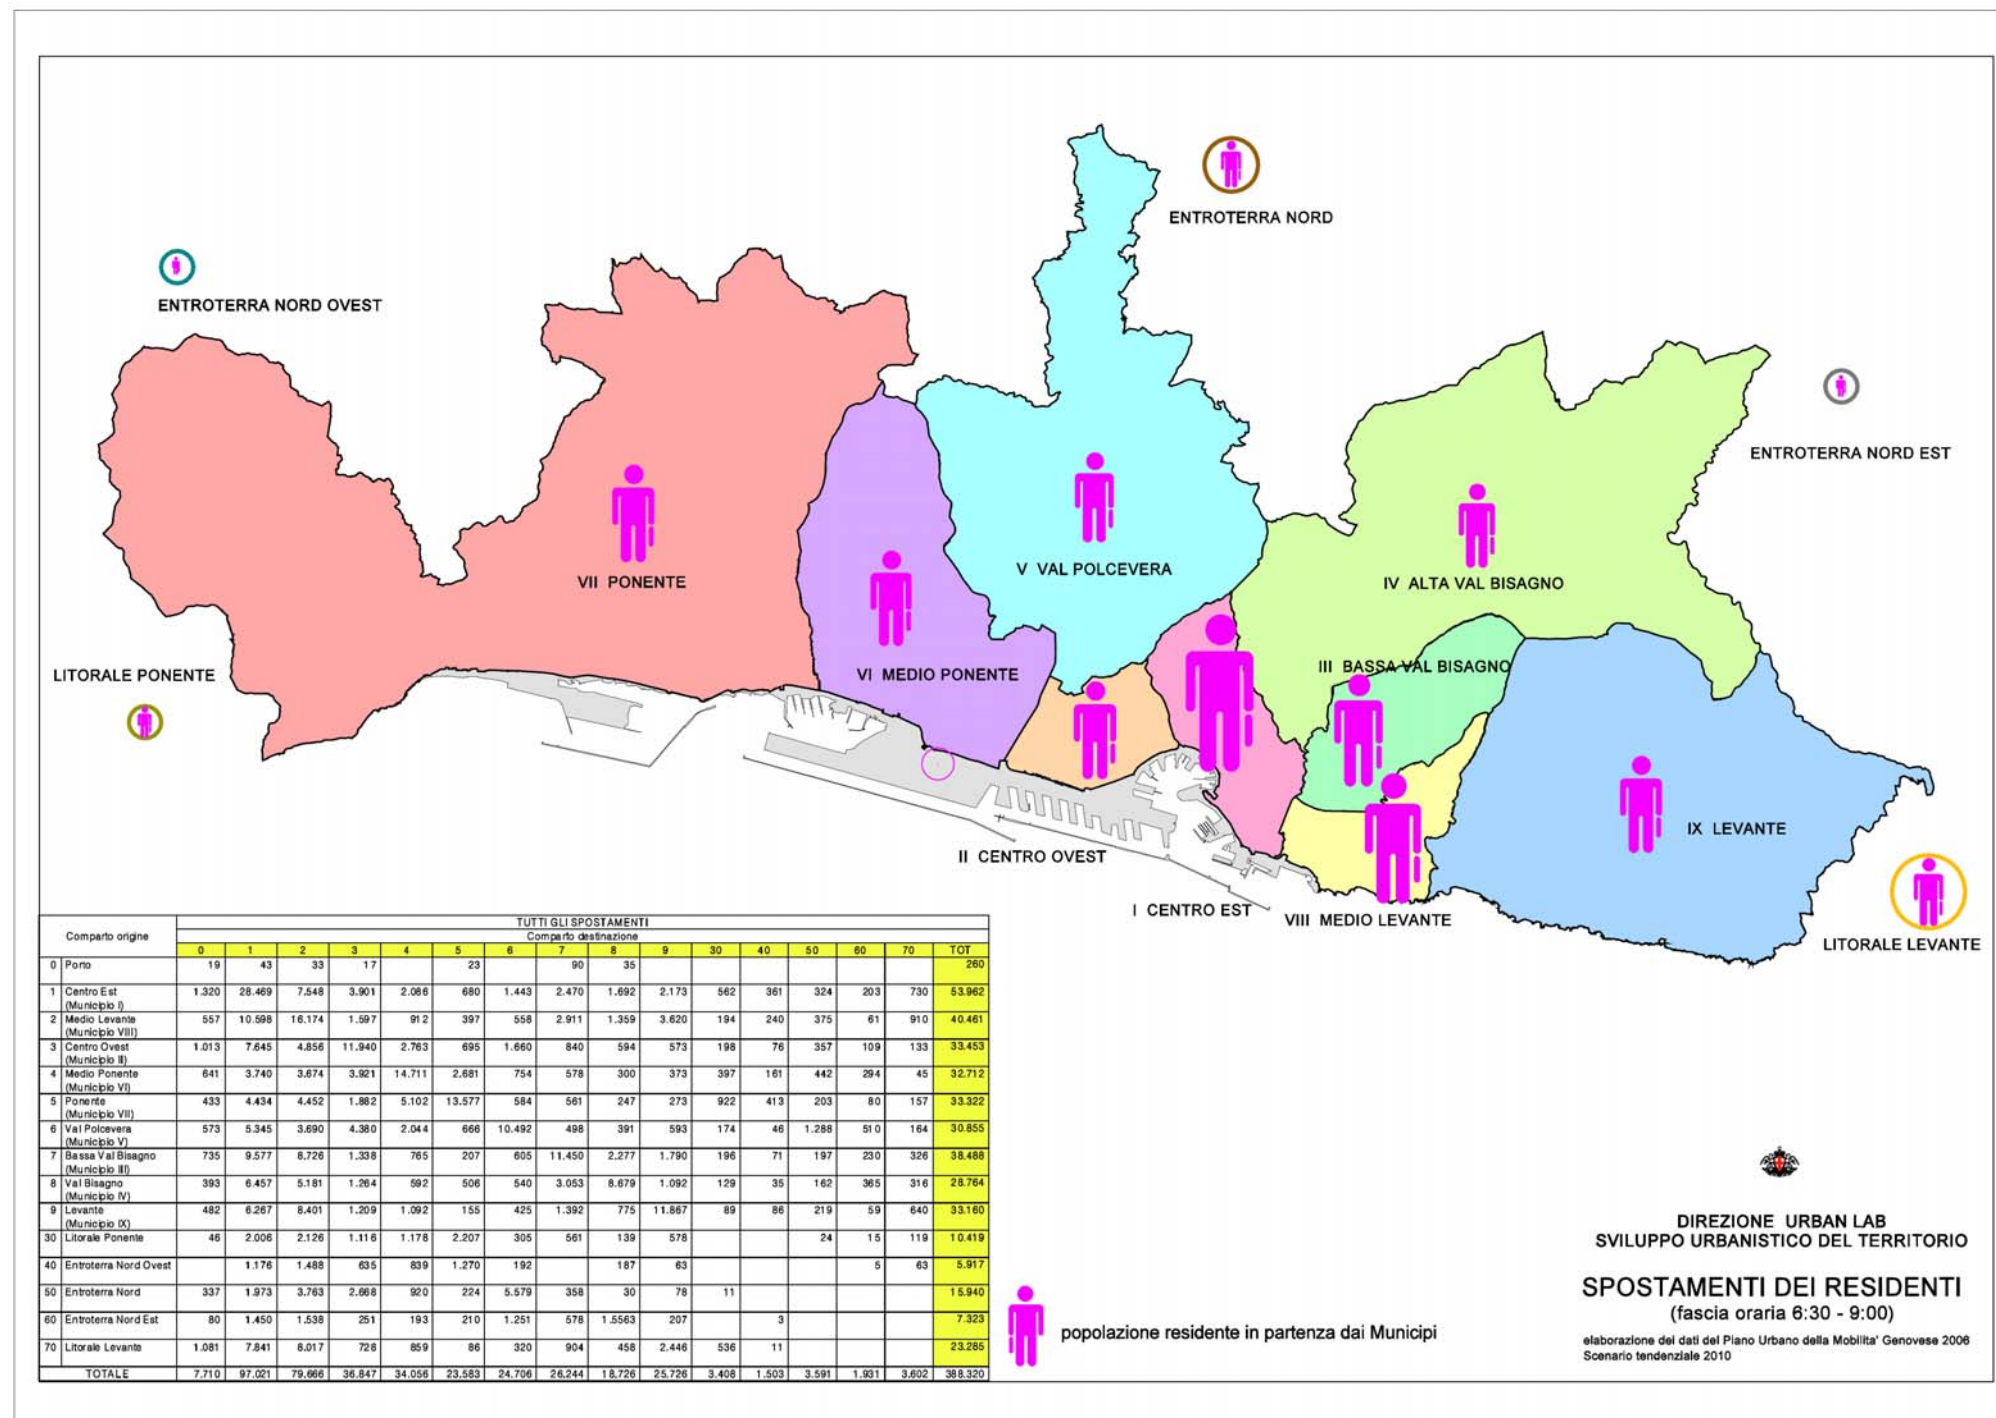 ENTROTERRA NORD
ENTROTERRA NORD OVEST
ENTROTERRA NORD EST
VII PONENTE
V VAL POLCEVERA
IV ALTA VAL BISAGNO
LITORALE PONENTE
VI MEDIO PONENTE
III BASSA VAL BISAGNO
IX LEVANTE
II CENTRO OVEST
I CENTRO EST
VIII MEDIO LEVANTE
LITORALE LEVANTE
Comparto origine
TUTTI GLI SPOSTAMENTI
Comparto destinazione
0 1 2 3 4 5 6 7 8 9 30 40 50 60 70 TOT
0 Porto 19 43 33 17 23 90 35 260
1 Centro Est 1.320 28.469 7.548 3.901 2.086 680 1.443 2.470 1.692 2.173 562 361 324 203 730 53.962
(Municipio I)
2 Medio Levante 557 10.598 16.174 1.597 912 397 558 2.911 1.359 3.620 194 240 375 61 910 40.461
(Municipio VIII)
3 Centro Ovest 1.013 7.645 4.856 11.940 2.763 695 1.660 840 594 573 198 76 357 109 133 33.453
(Municipio II)
4 Medio Ponente 641 3.740 3.674 3.921 14.711 2.681 754 578 300 373 397 161 442 294 45 32.712
(Municipio VI)
5 Ponente 433 4.434 4.452 1.882 5.102 13.577 584 561 247 273 922 413 203 80 157 33.322
(Municipio VII)
6 Val Polcevera 573 5.345 3.690 4.380 2.044 666 10.492 498 391 593 174 46 1.288 510 164 30.855
(Municipio V)
7 Bassa Val Bisagno 735 9.577 8.726 1.338 765 207 605 11.450 2.277 1.790 196 71 197 230 326 38.488
(Municipio III)
8 Val Bisagno 393 6.457 5.181 1.264 592 506 540 3.053 8.679 1.092 129 35 162 365 316 28.764
(Municipio IV)
9 Levante 482 6.267 8.401 1.209 1.092 155 425 1.392 775 11.867 89 86 219 59 640 33.160
(Municipio IX)
30 Litorale Ponente 46 2.006 2.126 1.116 1.178 2.207 305 561 139 578 24 15 119 10.419
40 Entroterra Nord Ovest 1.176 1.488 635 839 1.270 192 187 63 5 63 5.917
50 Entroterra Nord 337 1.973 3.763 2.668 920 224 5.579 358 30 78 11 15.940
60 Entroterra Nord Est 80 1.450 1.538 251 193 210 1.251 578 1.5563 207 3 7.323
70 Litorale Levante 1.081 7.841 8.017 728 859 86 320 904 458 2.446 536 11 23.285
TOTALE 7.710 97.021 79.666 36.847 34.056 23.583 24.706 26.244 18.726 25.726 3.408 1.503 3.591 1.931 3.602 388.320
popolazione residente in partenza dai Municipi
DIREZIONE URBAN LAB
SVILUPPO URBANISTICO DEL TERRITORIO
SPOSTAMENTI DEI RESIDENTI
(fascia oraria 6:30 - 9:00)
elaborazione dei dati del Piano Urbano della Mobilita' Genovese 2006
Scenario tendenziale 2010